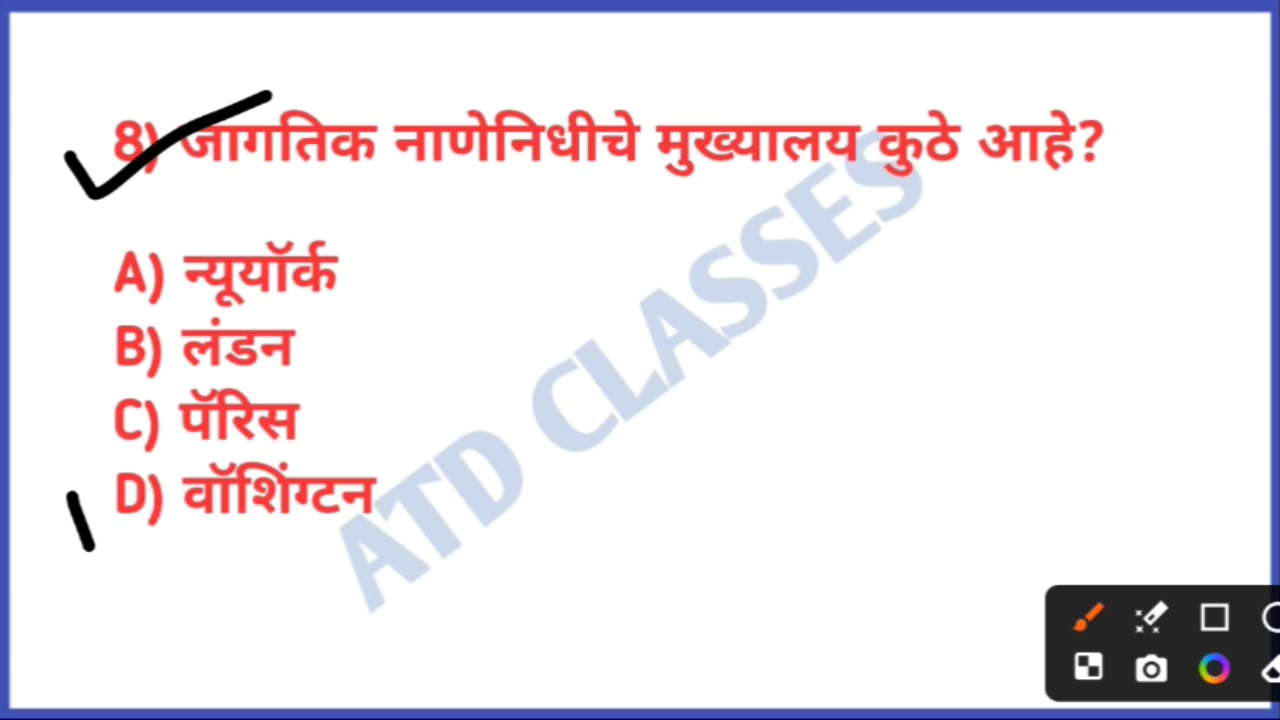 8) जागतिक नाणेनिधीचे मुख्यालय कुठे आहे?
A) न्यूयॉर्क
B) लंडन
C) पॅरिस
D) वॉशिंग्टन
ATD CLASSES